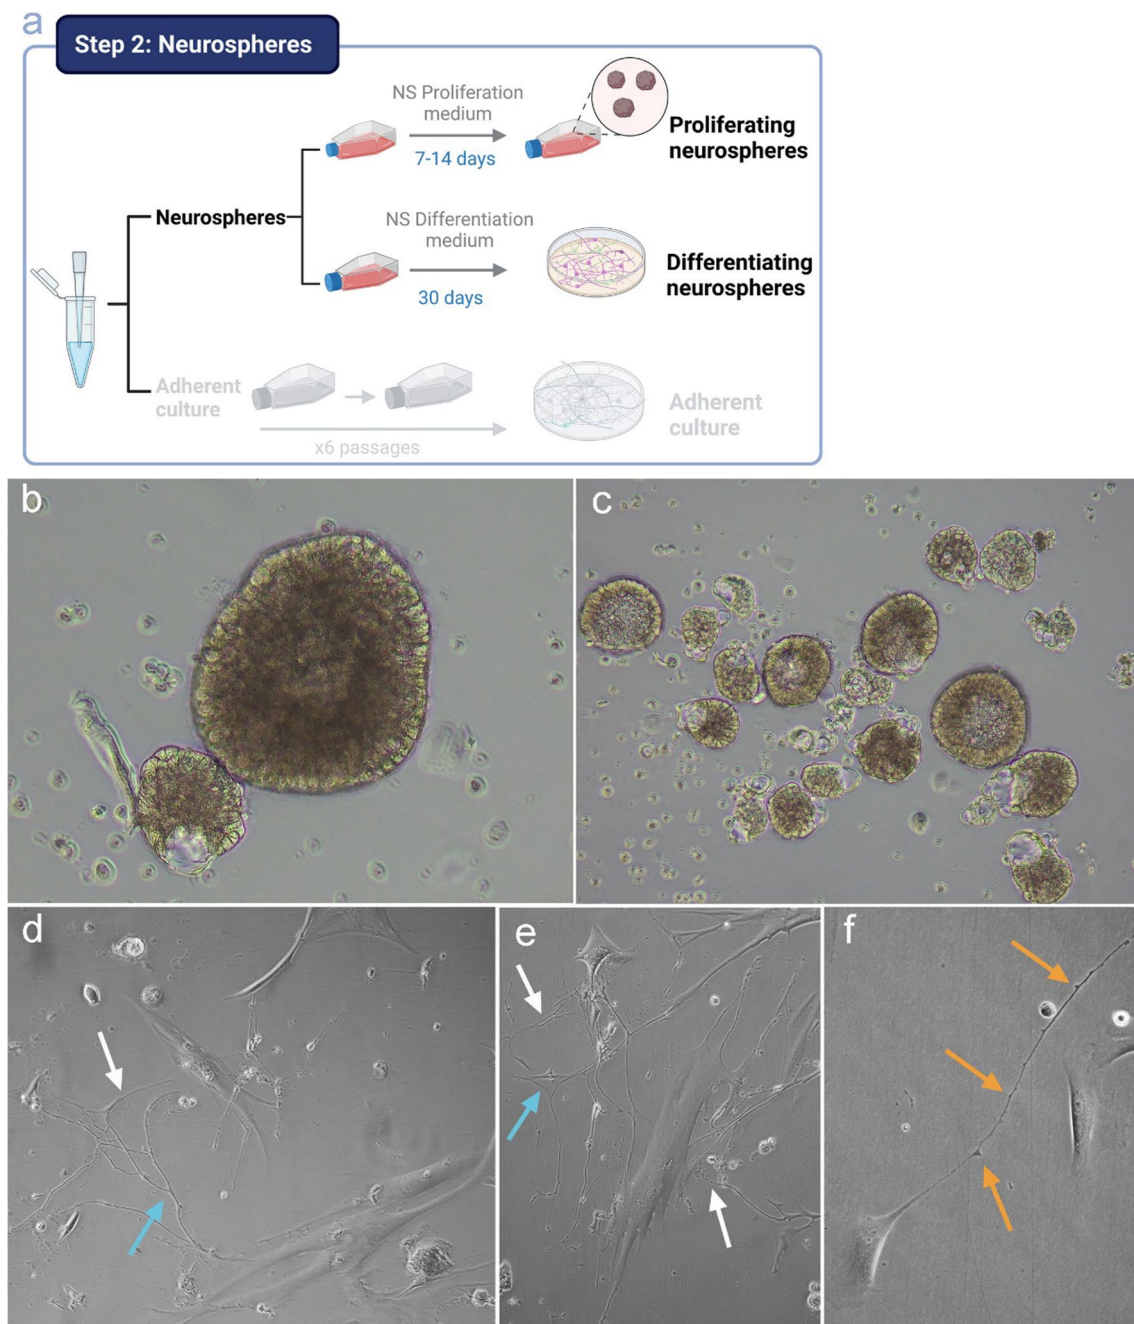 a
Step 2: Neurospheres
NS Proliferation
medium
7-14 days
Proliferating
neurospheres
Neurospheres
NS Differentiation
medium
30 days
Differentiating
neurospheres
Adherent
culture
x6 passages
Adherent
culture
b
c
d
e
f